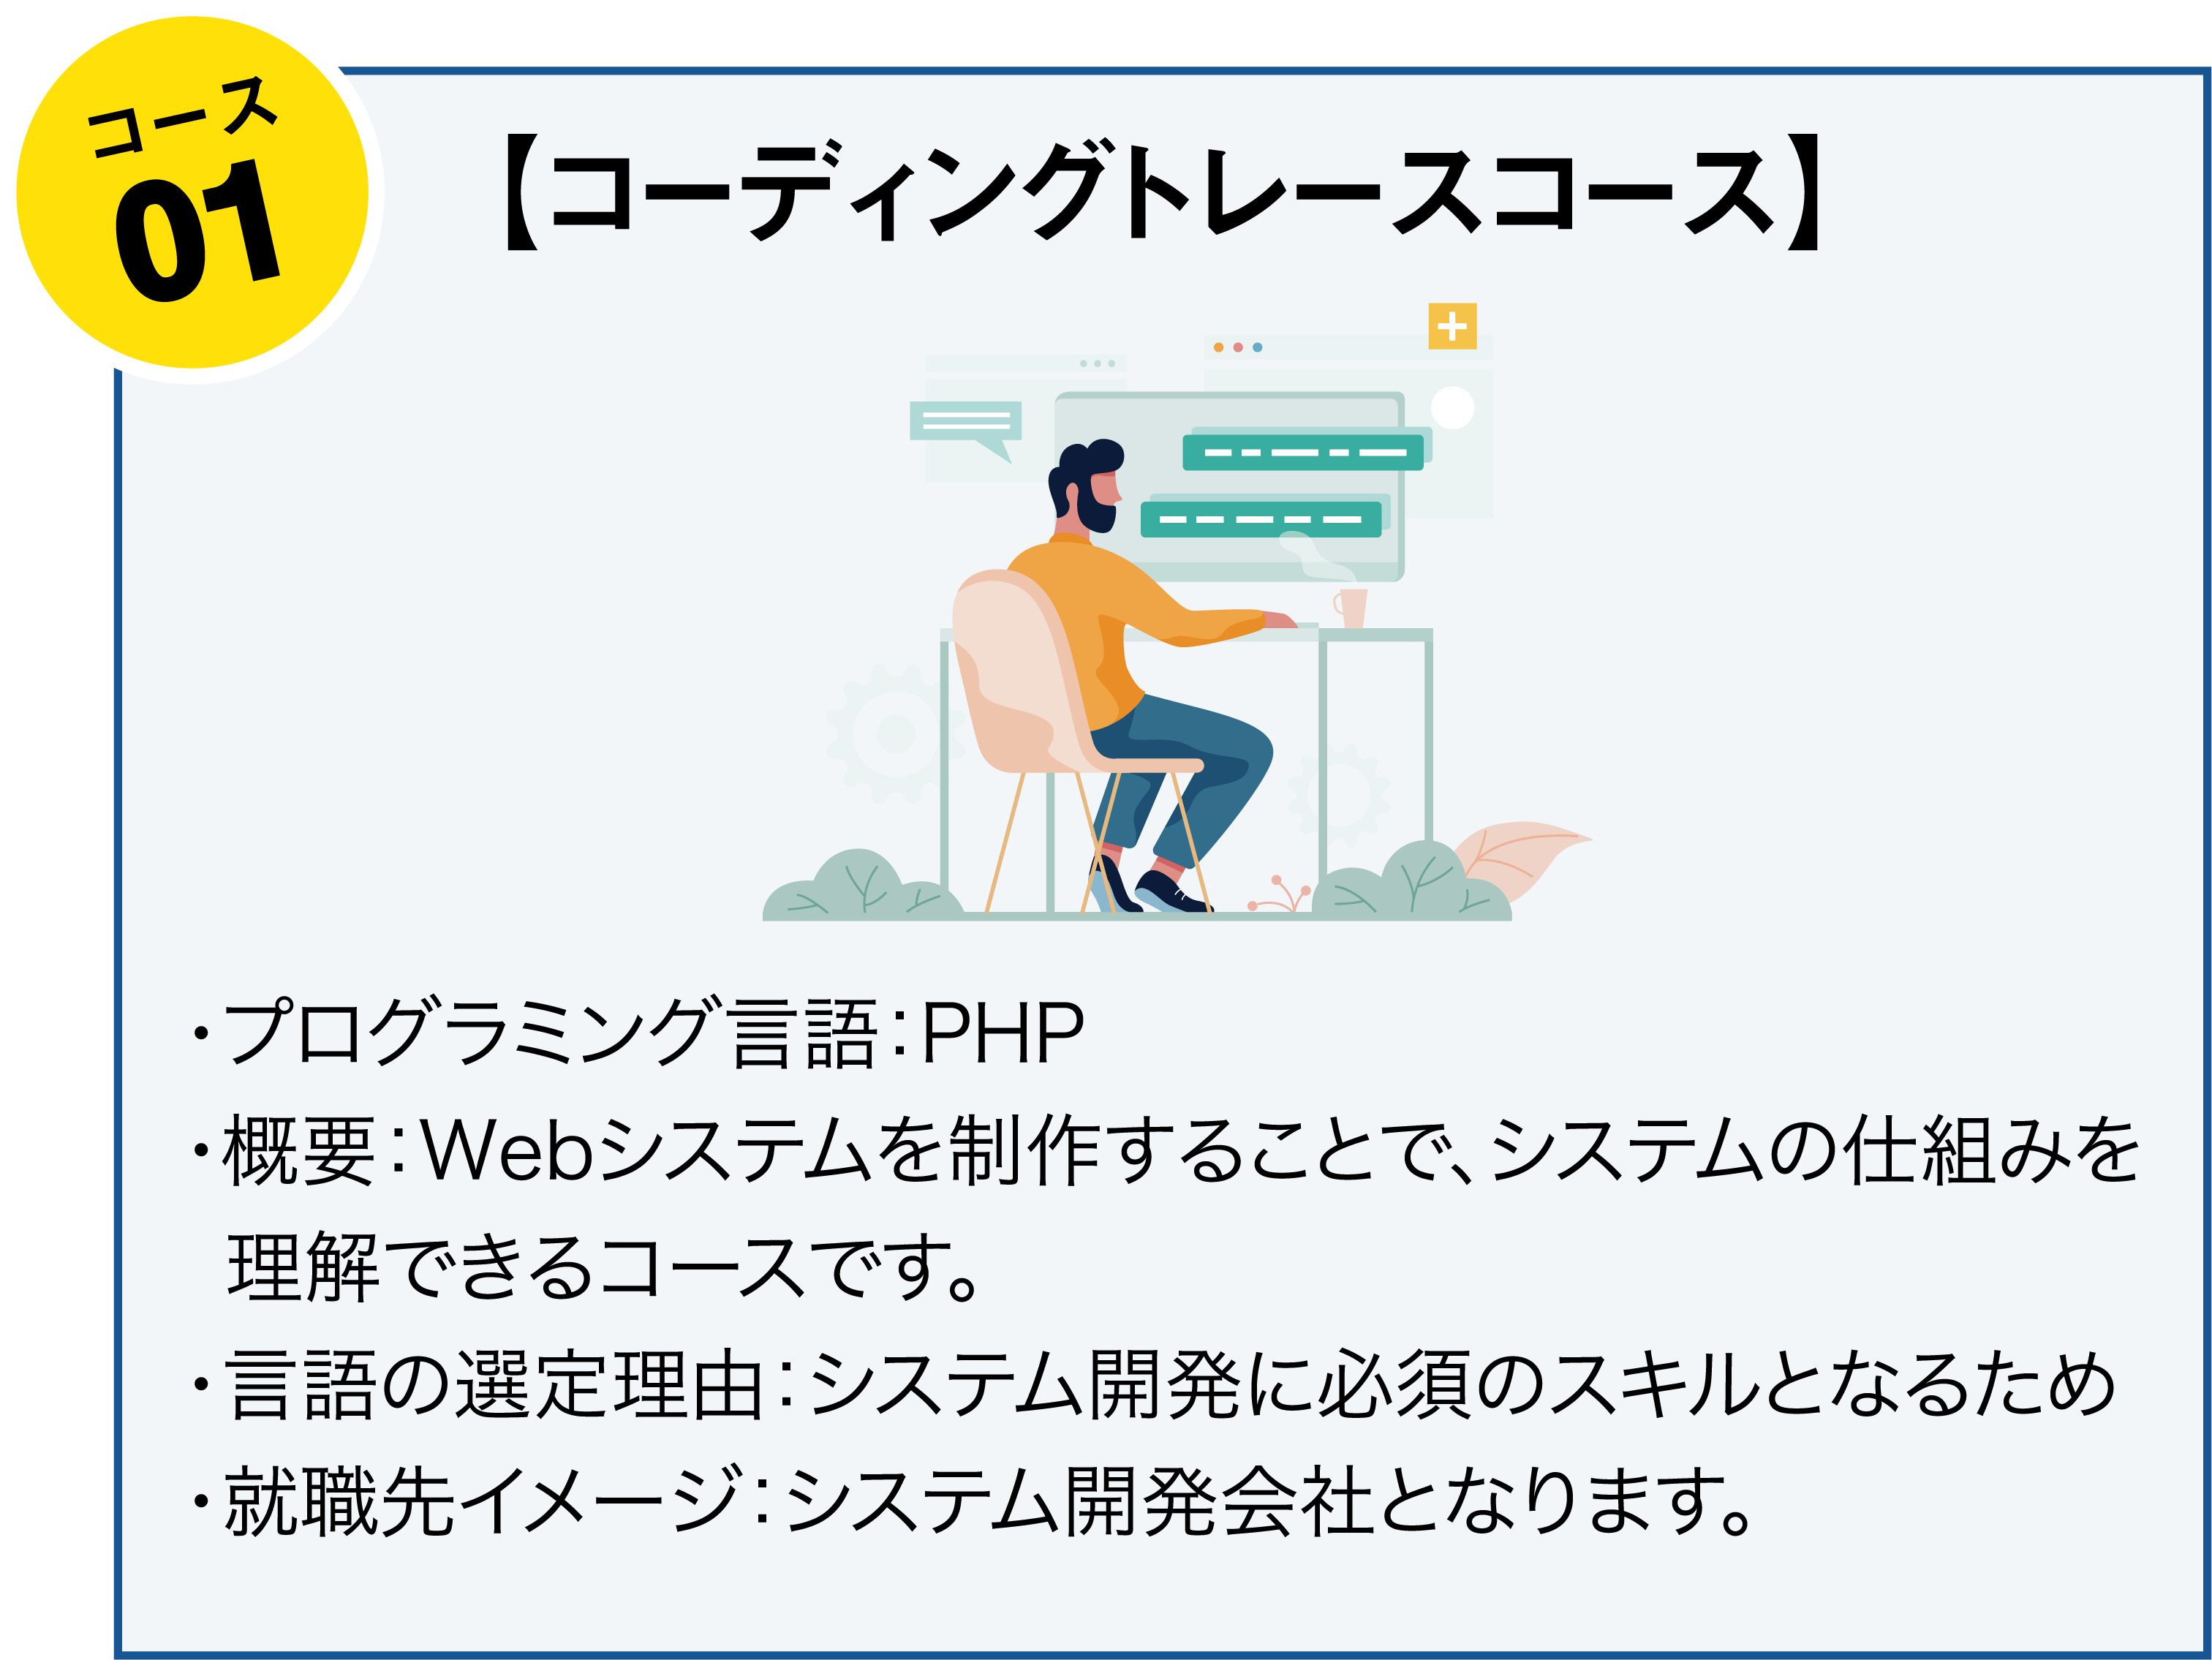 コース
01
【コーディングトレースコース】
・プログラミング言語：PHP
・概要：Webシステムを制作することで、システムの仕組みを
理解できるコースです。
・言語の選定理由：システム開発に必須のスキルとなるため
・就職先イメージ：システム開発会社となります。